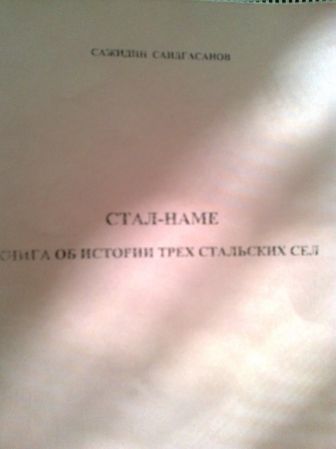 САЖИДИН САИДГАСАНОВ
СТАЛ-НАМЕ
КНИГА ОБ ИСТОРИИ ТРЕХ СТАЛЬСКИХ СЕЛ